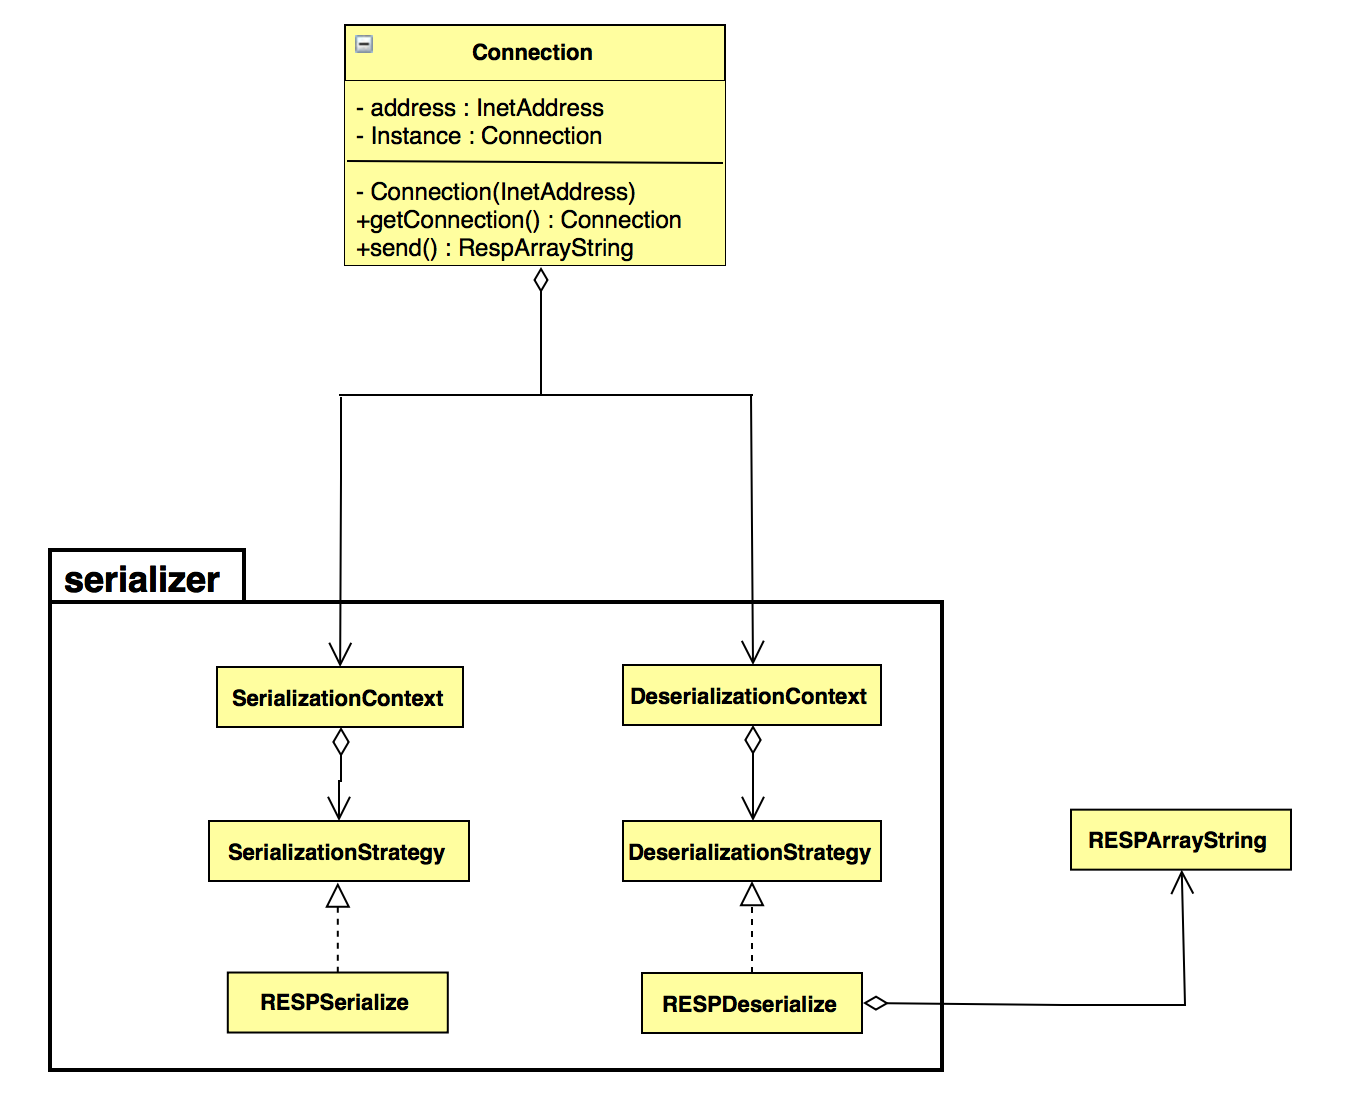 Connection
- address : InetAddress
- Instance : Connection
- Connection(InetAddress)
+getConnection() : Connection
+send() : RespArrayString
serializer
SerializationContext
DeserializationContext
SerializationStrategy
DeserializationStrategy
RESPArrayString
RESPSerialize
RESPDeserialize